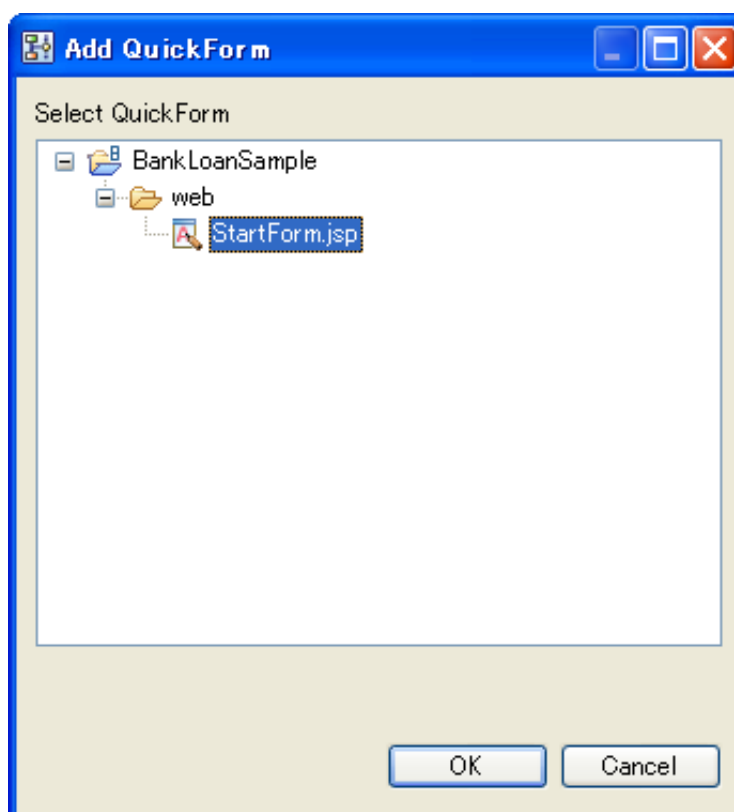 Add QuickForm
Select QuickForm
BankLoanSample
web
StartForm.jsp
OK
Cancel